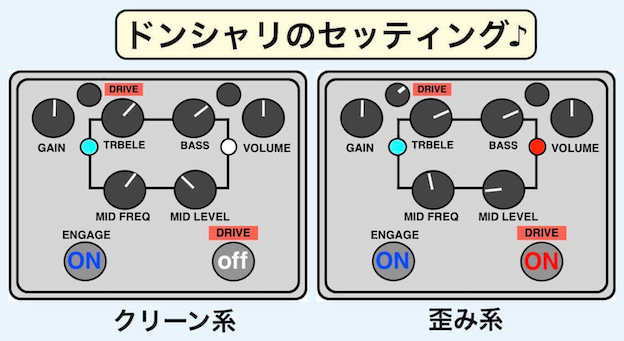 ドンシャリのセッティング♪
DRIVE
GAIN
TRBELE
BASS
VOLUME
MID FREQ
MID LEVEL
ENGAGE
DRIVE
ON
off
クリーン系
DRIVE
GAIN
TRBELE
BASS
VOLUME
MID FREQ
MID LEVEL
ENGAGE
DRIVE
ON
ON
歪み系